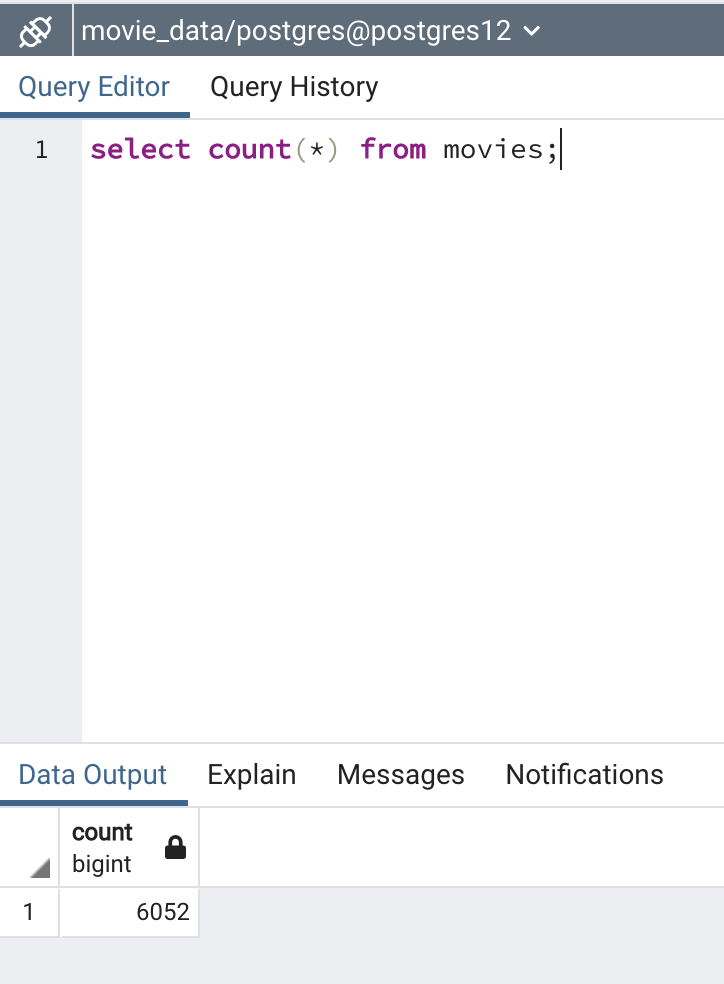 movie_data/postgres@postgres12
Query Editor Query History
1 select count(*) from movies;
Data Output Explain Messages Notifications
count
bigint
1 6052